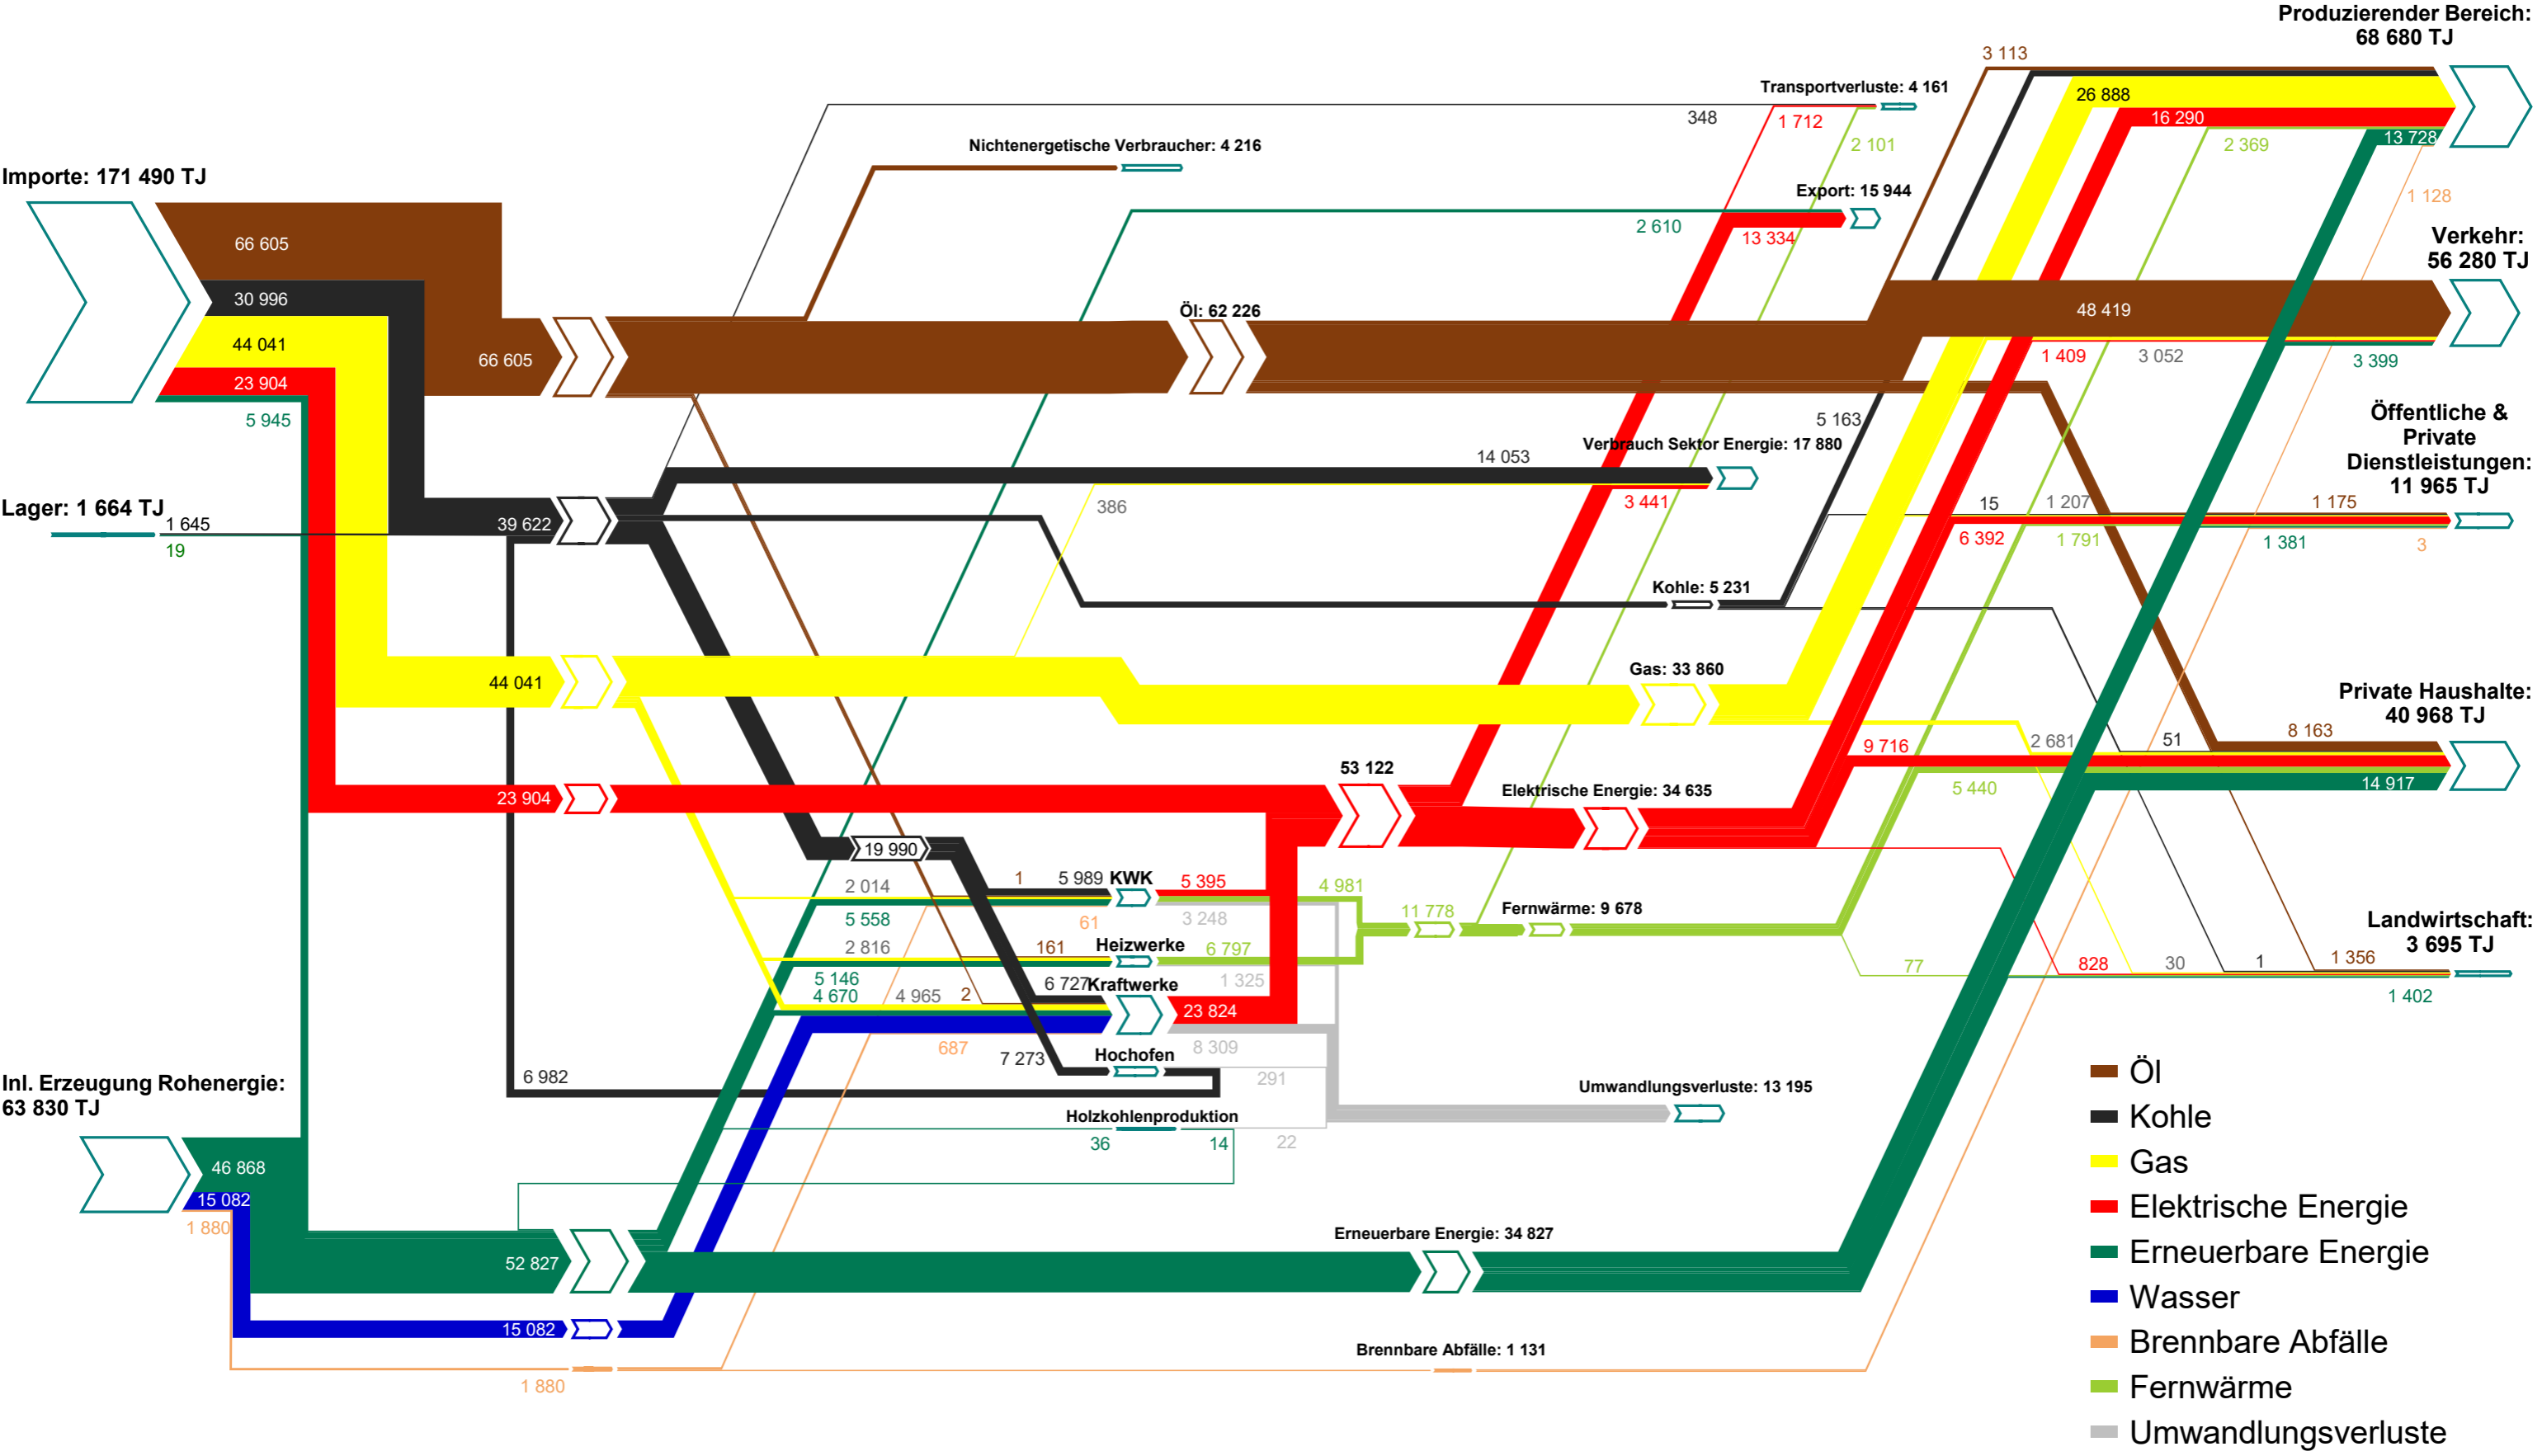 Produzierender Bereich:
68 680 TJ
3 113
26 888
16 290
13 728
2 369
1 128
Transportverluste: 4 161
348
1 712
2 101
Nichtenergetische Verbraucher: 4 216
Importe: 171 490 TJ
Export: 15 944
2 610
13 334
Verkehr:
56 280 TJ
66 605
30 996
44 041
23 904
5 945
66 605
Öl: 62 226
48 419
1 409
3 052
3 399
Öffentliche &
Private
Dienstleistungen:
11 965 TJ
5 163
Verbrauch Sektor Energie: 17 880
14 053
386
3 441
Lager: 1 664 TJ
1 645
19
39 622
15
1 207
1 175
6 392
1 791
1 381
3
Kohle: 5 231
44 041
Gas: 33 860
Private Haushalte:
40 968 TJ
9 716
2 681
51
8 163
5 440
14 917
23 904
53 122
Elektrische Energie: 34 635
19 990
2 014
1
5 989
KWK
5 395
4 981
5 558
61
3 248
11 778
Fernwärme: 9 678
2 816
161
Heizwerke
6 797
5 146
1 325
4 670
4 965
2
6 727
Kraftwerke
23 824
Landwirtschaft:
3 695 TJ
77
828
30
1
1 356
1 402
687
7 273
Hochofen
8 309
291
6 982
Inl. Erzeugung Rohenergie:
63 830 TJ
Umwandlungsverluste: 13 195
Holzkohlenproduktion
36
14
22
46 868
15 082
1 880
52 827
Erneuerbare Energie: 34 827
15 082
1 880
Brennbare Abfälle: 1 131
Öl
Kohle
Gas
Elektrische Energie
Erneuerbare Energie
Wasser
Brennbare Abfälle
Fernwärme
Umwandlungsverluste